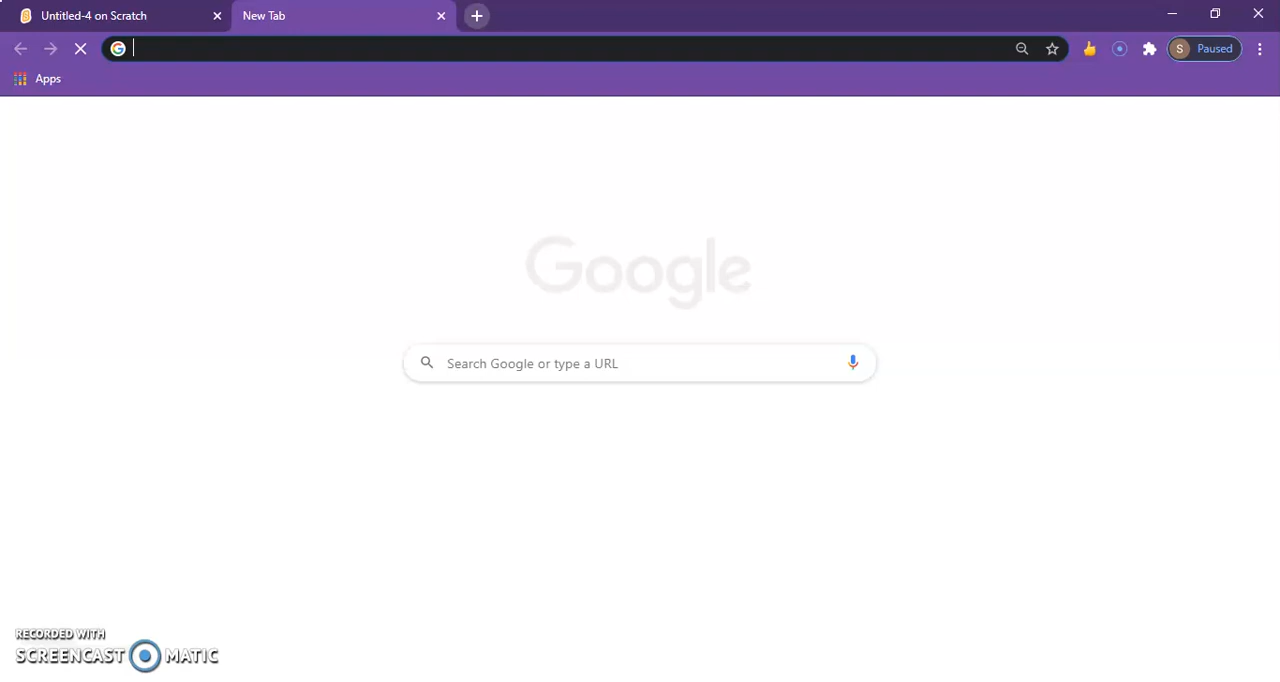 Untitled-4 on Scratch
New Tab
S Paused
Apps
Google
Search Google or type a URL
RECORDED WITH
SCREENCAST MATIC